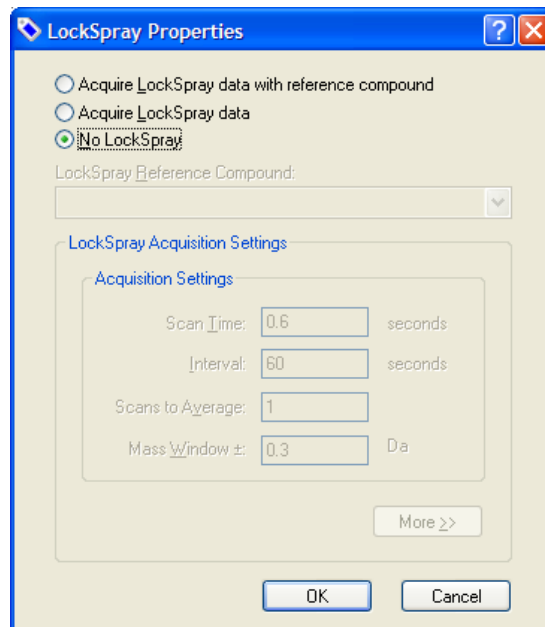 LockSpray Properties
Acquire LockSpray data with reference compound
Acquire LockSpray data
No LockSpray
LockSpray Reference Compound:
LockSpray Acquisition Settings
Acquisition Settings
Scan Time: 0.6 seconds
Interval: 60 seconds
Scans to Average: 1
Mass Window ±: 0.3 Da
More >>
OK Cancel